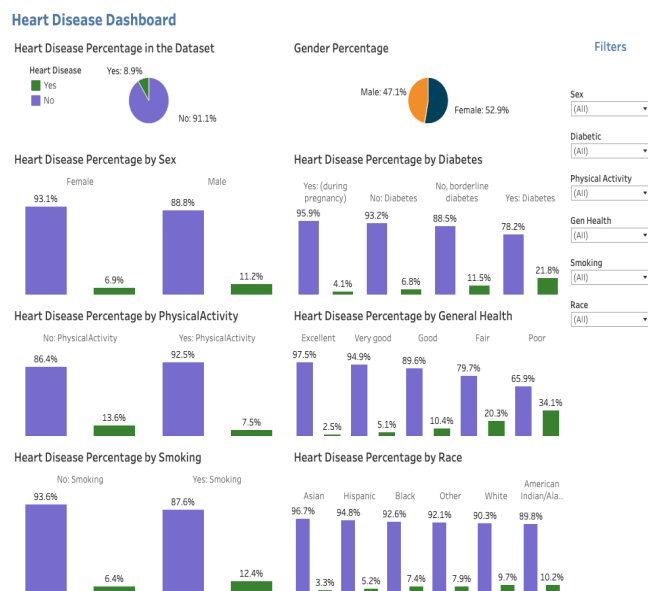 Heart Disease Dashboard
Heart Disease Percentage in the Dataset
Heart Disease
Yes
No
Yes: 8.9%
No: 91.1%
Gender Percentage
Male: 47.1%
Female: 52.9%
Filters
Sex
(All)
Diabetic
(All)
Physical Activity
(All)
Gen Health
(All)
Smoking
(All)
Race
(All)
Heart Disease Percentage by Sex
Female
Male
93.1%
6.9%
88.8%
11.2%
Heart Disease Percentage by Diabetes
Yes: (during
pregnancy)
No: Diabetes
No, borderline
diabetes
Yes: Diabetes
95.9%
4.1%
93.2%
6.8%
88.5%
11.5%
78.2%
21.8%
Heart Disease Percentage by PhysicalActivity
No: PhysicalActivity
Yes: PhysicalActivity
86.4%
13.6%
92.5%
7.5%
Heart Disease Percentage by General Health
Excellent
Very good
Good
Fair
Poor
97.5%
2.5%
94.9%
5.1%
89.6%
10.4%
79.7%
20.3%
65.9%
34.1%
Heart Disease Percentage by Smoking
No: Smoking
Yes: Smoking
93.6%
6.4%
87.6%
12.4%
Heart Disease Percentage by Race
Asian
Hispanic
Black
Other
White
American
Indian/Ala..
96.7%
3.3%
94.8%
5.2%
92.6%
7.4%
92.1%
7.9%
90.3%
9.7%
89.8%
10.2%